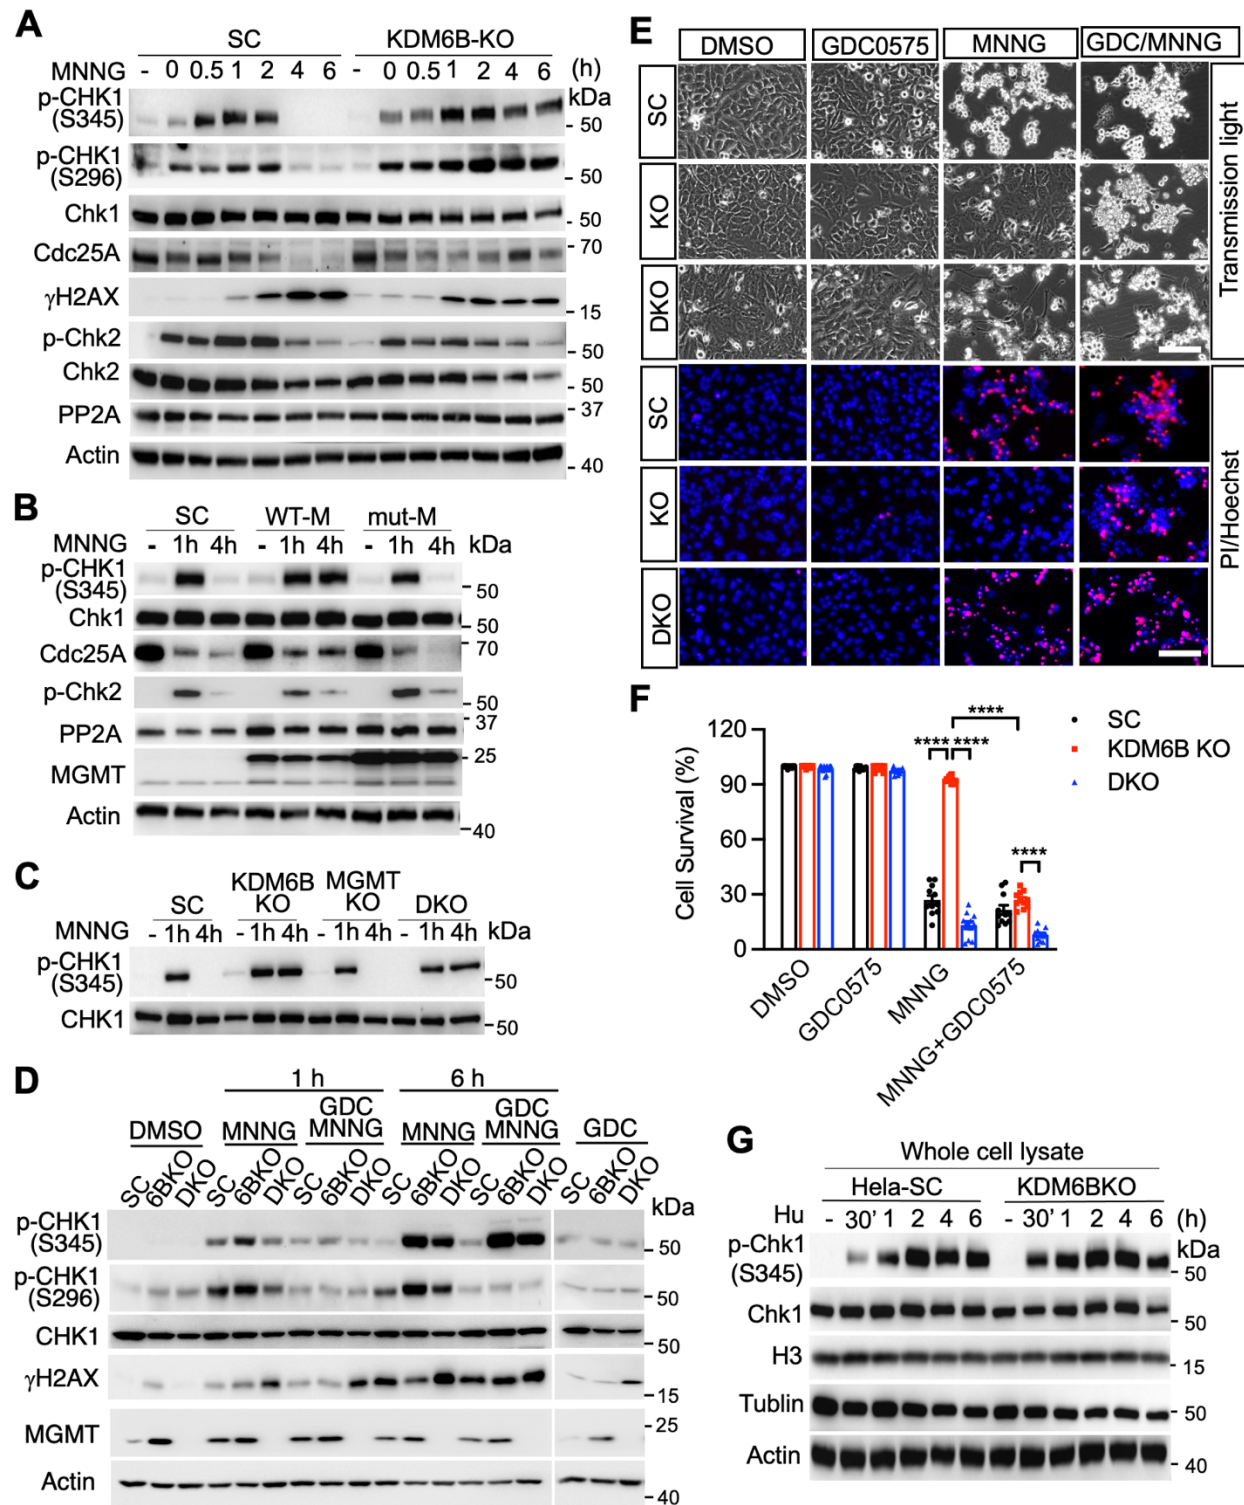 A
SC KDM6B-KO
MNNG - 0 0.5 1 2 4 6 - 0 0.5 1 2 4 6 (h)
kDa
p-CHK1
(S345)
- 50
p-CHK1
(S296)
- 50
Chk1
- 50
Cdc25A
- 70
γH2AX
- 15
p-Chk2
- 50
Chk2
- 50
PP2A
- 37
Actin
- 40
B
SC WT-M mut-M
MNNG - 1h 4h - 1h 4h - 1h 4h kDa
p-CHK1
(S345)
- 50
Chk1
- 50
Cdc25A
- 70
p-Chk2
- 50
PP2A
- 37
- 25
MGMT
Actin
- 40
C
SC KDM6B KO MGMT KO DKO
MNNG - 1h 4h - 1h 4h - 1h 4h - 1h 4h kDa
p-CHK1
(S345)
- 50
CHK1
- 50
D
1 h 6 h
DMSO MNNG GDC MNNG MNNG GDC MNNG GDC
SC 6BKO DKO SC 6BKO DKO SC 6BKO DKO SC 6BKO DKO SC 6BKO DKO SC 6BKO DKO
kDa
p-CHK1
(S345)
- 50
p-CHK1
(S296)
- 50
CHK1
- 50
γH2AX
- 15
MGMT
- 25
Actin
- 40
E
DMSO GDC0575 MNNG GDC/MNNG
SC
KO
DKO
Transmission light
SC
KO
DKO
PI/Hoechst
F
Cell Survival (%)
120
90
60
30
0
**** **** **** ****
SC
KDM6B KO
DKO
DMSO
GDC0575
MNNG
MNNG+GDC0575
G
Whole cell lysate
Hela-SC KDM6BKO
Hu - 30' 1 2 4 6 - 30' 1 2 4 6 (h)
kDa
p-Chk1
(S345)
- 50
Chk1
- 50
H3
- 15
Tublin
- 50
Actin
- 40